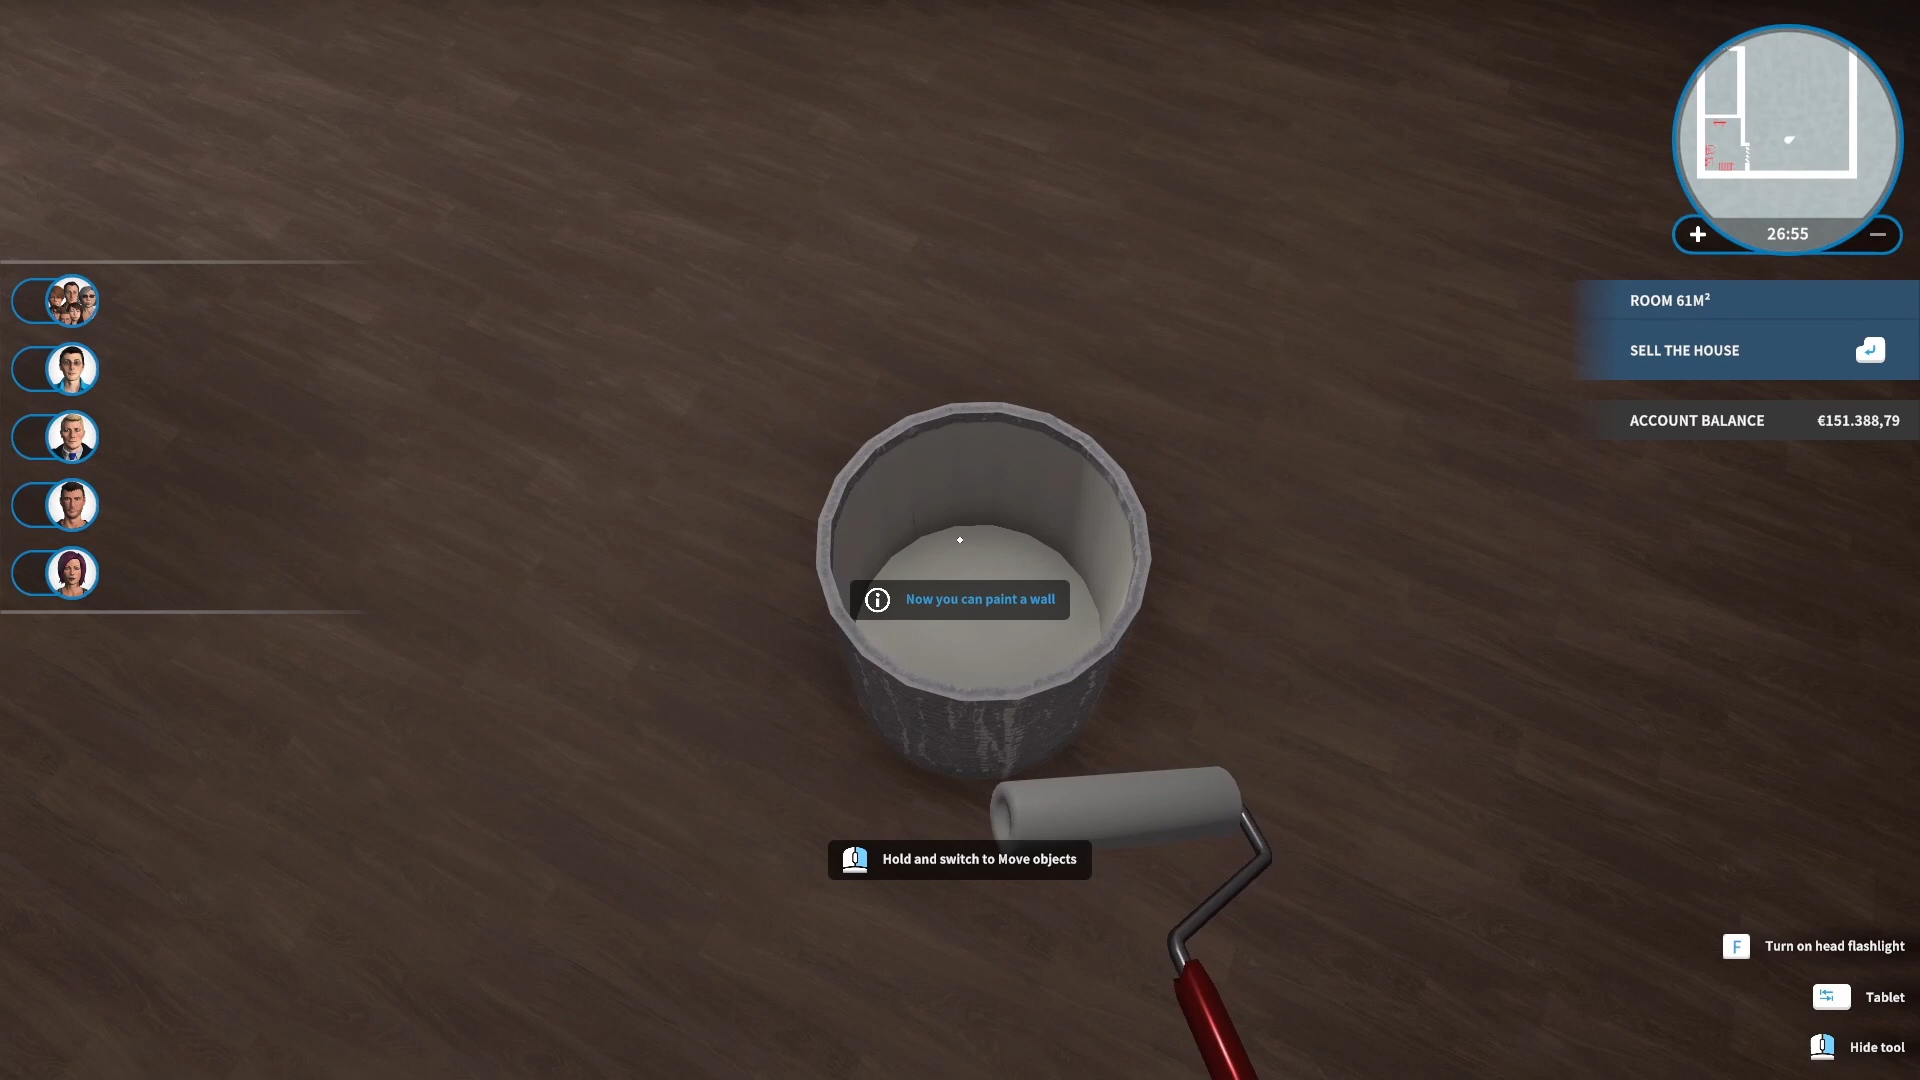 26:55
ROOM 61M²
SELL THE HOUSE
ACCOUNT BALANCE €151.388,79
Now you can paint a wall
Hold and switch to Move objects
F Turn on head flashlight
Tablet
Hide tool